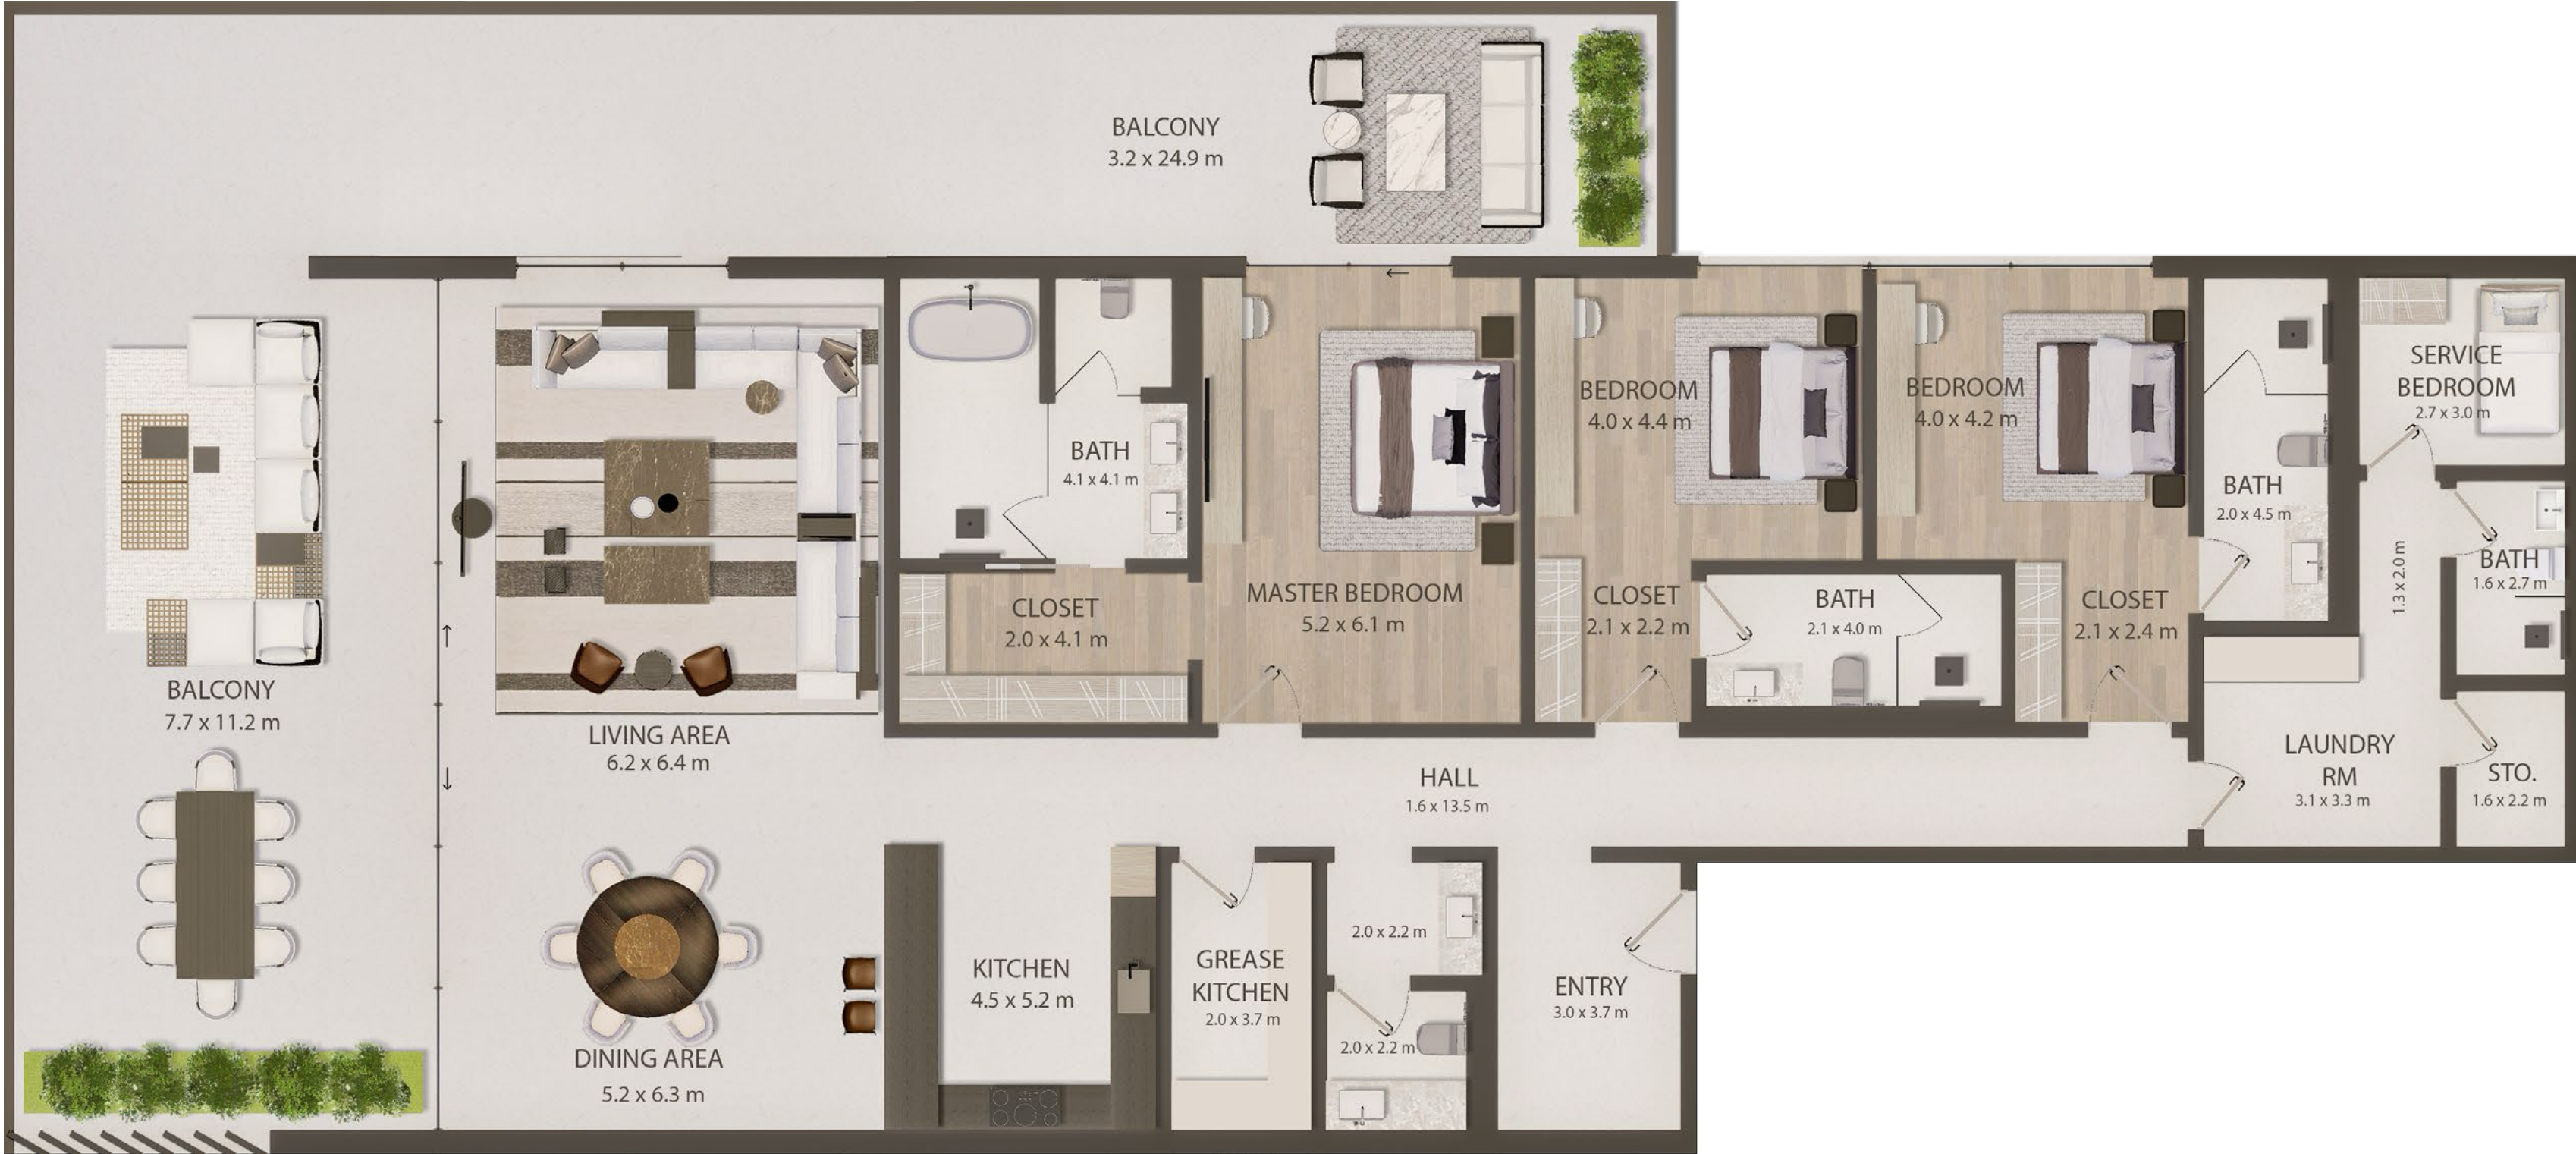 BALCONY
3.2 x 24.9 m
BALCONY
7.7 x 11.2 m
LIVING AREA
6.2 x 6.4 m
DINING AREA
5.2 x 6.3 m
BATH
4.1 x 4.1 m
CLOSET
2.0 x 4.1 m
MASTER BEDROOM
5.2 x 6.1 m
BEDROOM
4.0 x 4.4 m
CLOSET
2.1 x 2.2 m
BATH
2.1 x 4.0 m
BEDROOM
4.0 x 4.2 m
CLOSET
2.1 x 2.4 m
BATH
2.0 x 4.5 m
SERVICE
BEDROOM
2.7 x 3.0 m
1.3 x 2.0 m
BATH
1.6 x 2.7 m
LAUNDRY
RM
3.1 x 3.3 m
STO.
1.6 x 2.2 m
HALL
1.6 x 13.5 m
KITCHEN
4.5 x 5.2 m
GREASE
KITCHEN
2.0 x 3.7 m
2.0 x 2.2 m
2.0 x 2.2 m
ENTRY
3.0 x 3.7 m